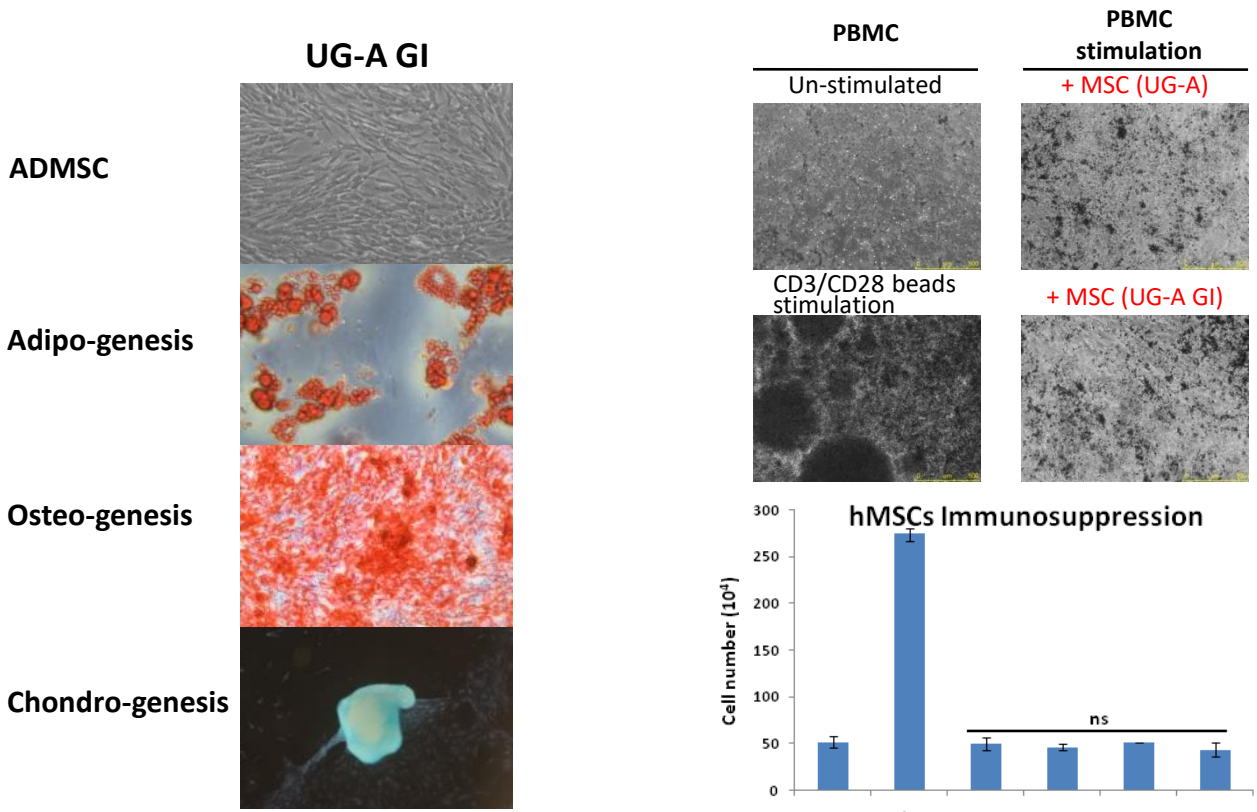 UG-A GI
ADMSC
Adipo-genesis
Osteo-genesis
Chondro-genesis
PBMC
PBMC
stimulation
Un-stimulated
+ MSC (UG-A)
CD3/CD28 beads
stimulation
+ MSC (UG-A GI)
hMSCs Immunosuppression
Cell number (10⁴)
300
250
200
150
100
50
0
ns